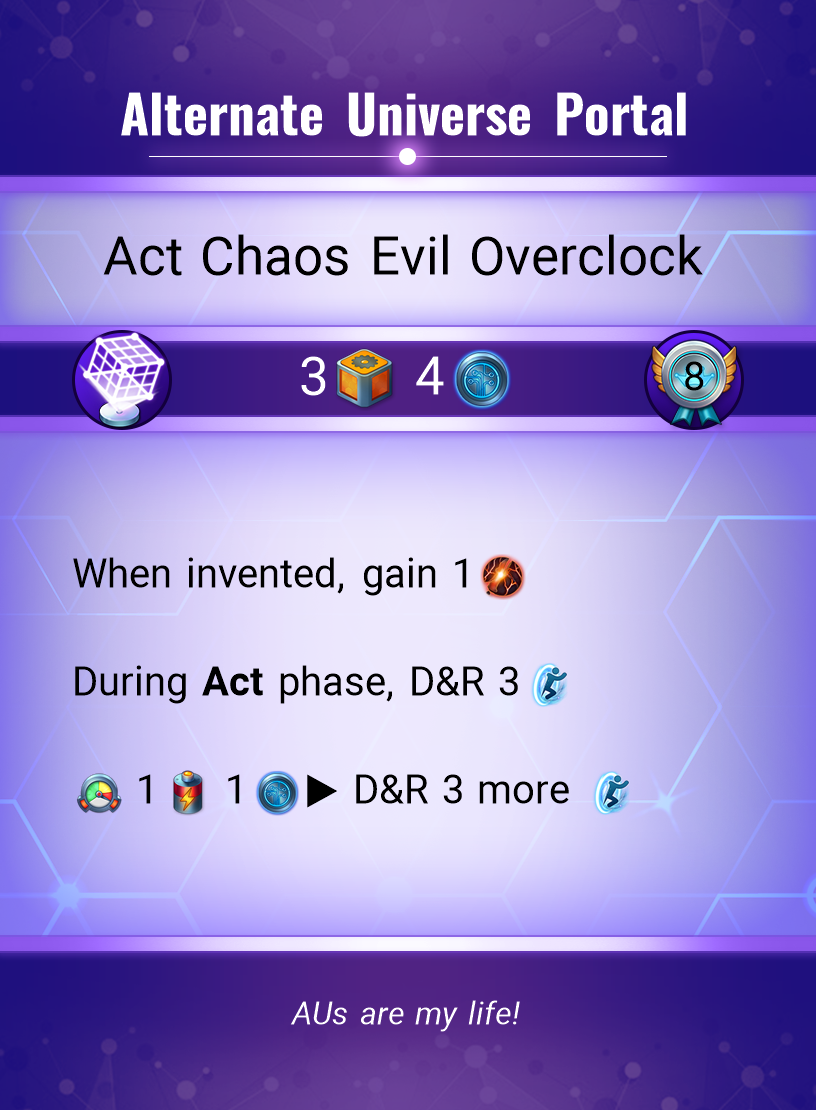 Alternate Universe Portal
Act Chaos Evil Overclock
3 4 8
When invented, gain 1
During Act phase, D&R 3
1 1 ▶ D&R 3 more
AUs are my life!